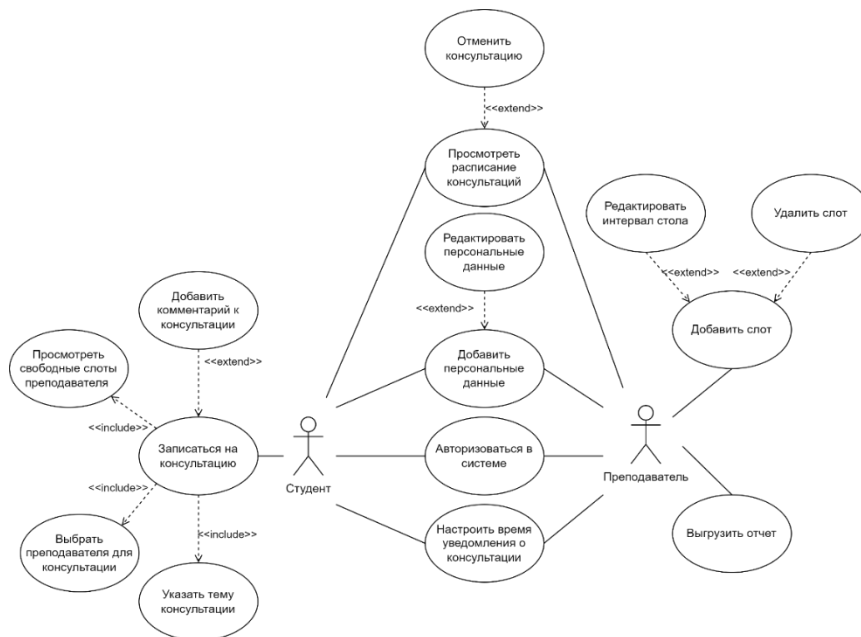 Отменить
консультацию
<<extend>>
Просмотреть
расписание
консультаций
Редактировать
персональные
данные
<<extend>>
Добавить
персональные
данные
Редактировать
интервал стола
Удалить слот
<<extend>>
<<extend>>
Добавить слот
Добавить
комментарий к
консультации
<<extend>>
Просмотреть
свободные слоты
преподавателя
<<include>>
Записаться на
консультацию
<<include>>
Выбрать
преподавателя для
консультации
<<include>>
Указать тему
консультации
Студент
Авторизоваться в
системе
Настроить время
уведомления о
консультации
Преподаватель
Выгрузить отчет